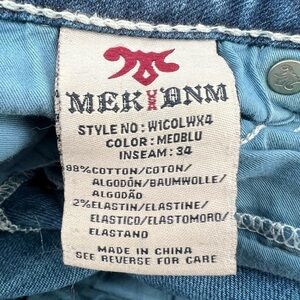 MEK DNM
STYLE NO : W1COLWX4
COLOR : MEDBLU
INSEAM : 34
98%COTTON/COTON/
ALGODÓN/BAUMWOLLE/
ALGODÃO
2%ELASTIN/ELASTINE/
ELASTICO/ELASTOMORO/
ELASTANO
MADE IN CHINA
SEE REVERSE FOR CARE